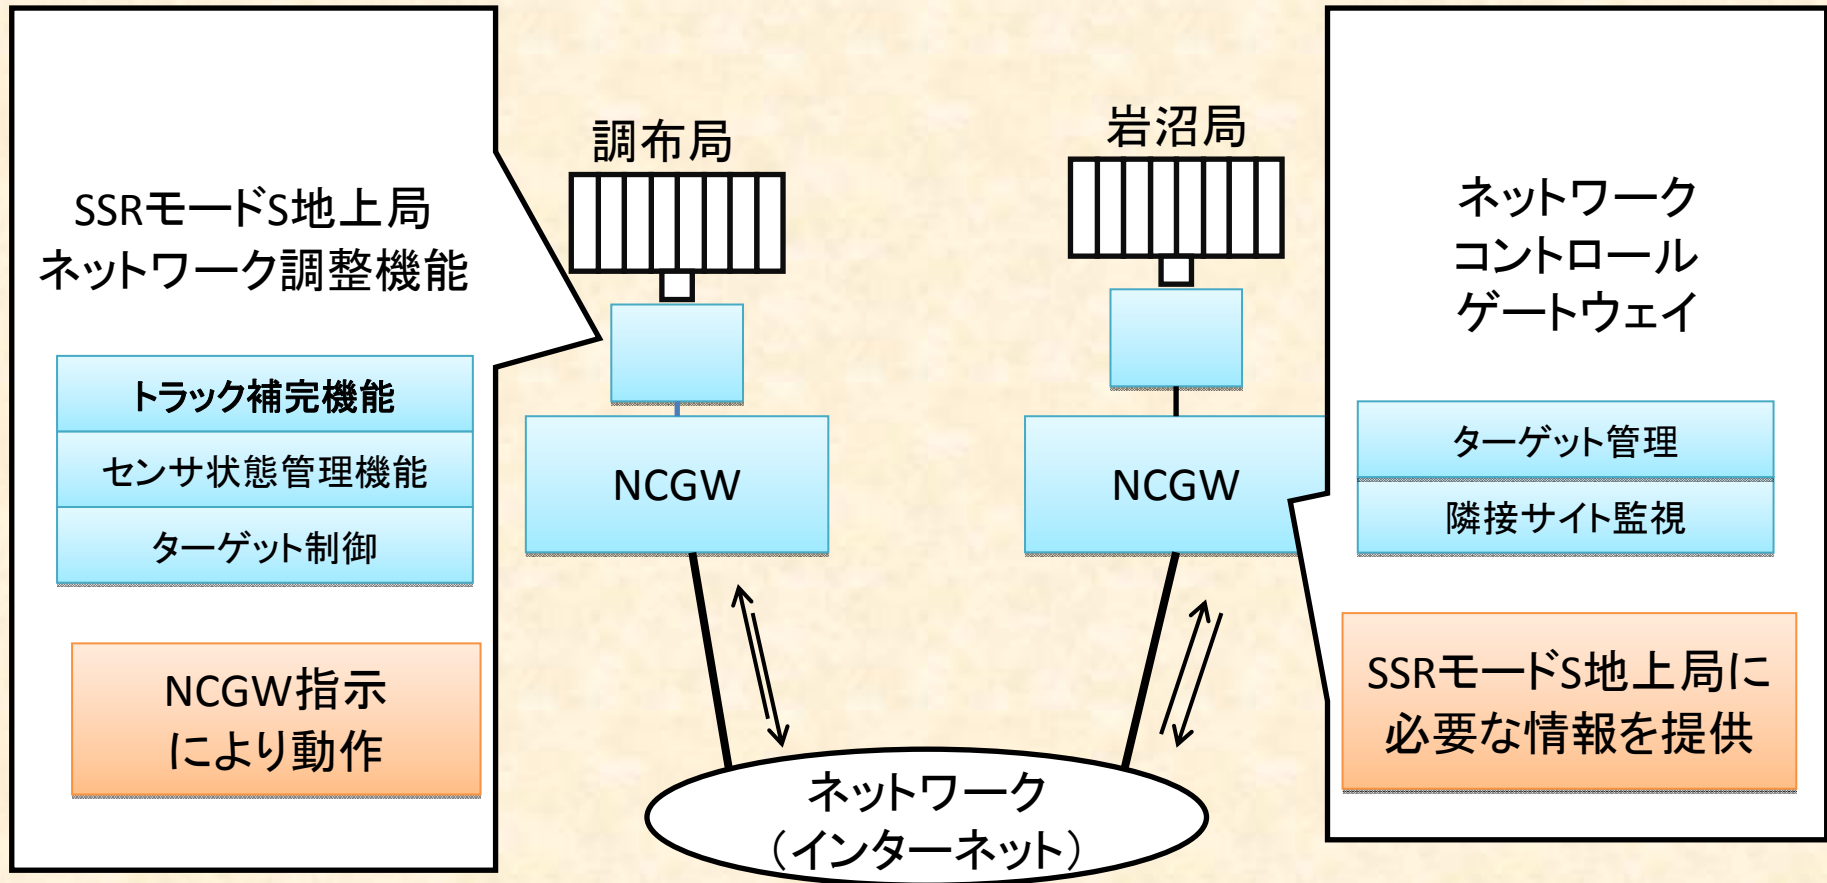 SSRモードS地上局
ネットワーク調整機能
トラック補完機能
センサ状態管理機能
ターゲット制御
NCGW指示
により動作
調布局
NCGW
岩沼局
NCGW
ネットワーク
（インターネット）
ネットワーク
コントロール
ゲートウェイ
ターゲット管理
隣接サイト監視
SSRモードS地上局に
必要な情報を提供